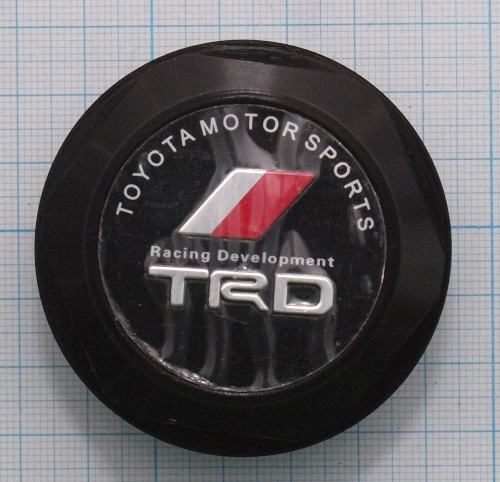 TOYOTA MOTOR SPORTS
Racing Development
TRD